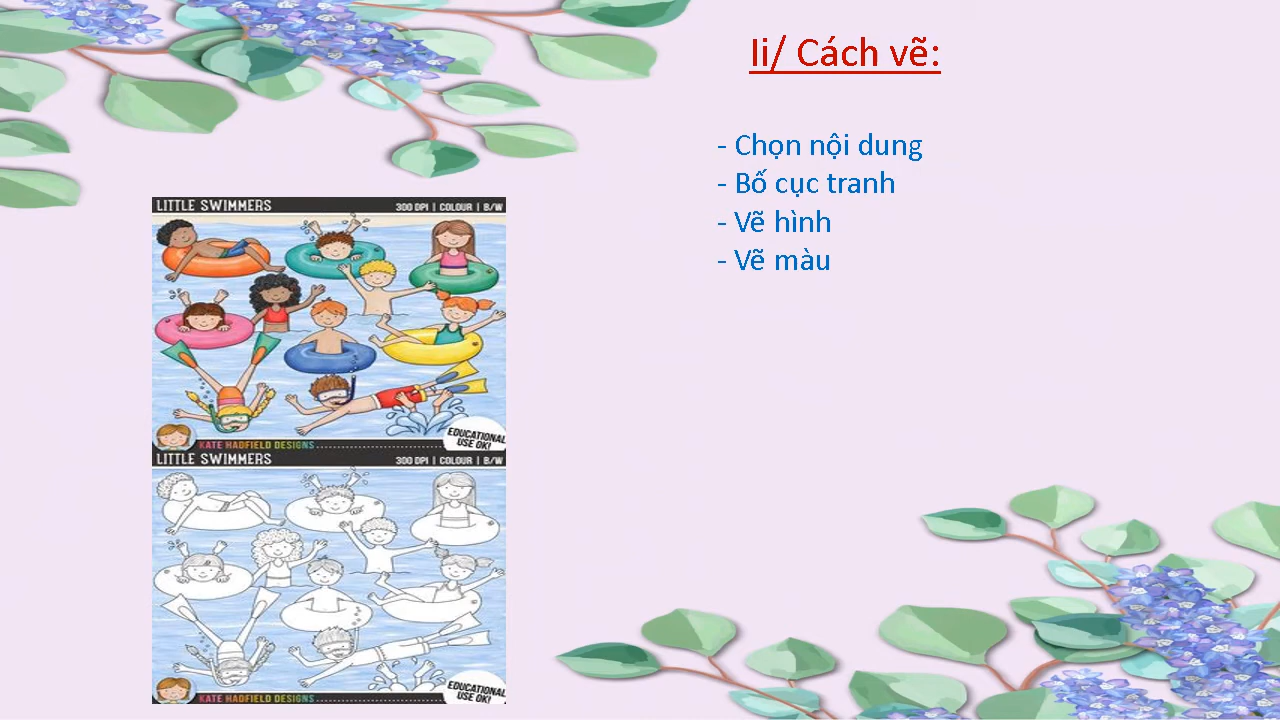 Ii/ Cách vẽ:
- Chọn nội dung
- Bố cục tranh
- Vẽ hình
- Vẽ màu
LITTLE SWIMMERS 300 DPI | COLOUR | B/W
KATE HADFIELD DESIGNS
EDUCATIONAL
USE OK!
LITTLE SWIMMERS 300 DPI | COLOUR | B/W
KATE HADFIELD DESIGNS
EDUCATIONAL
USE OK!